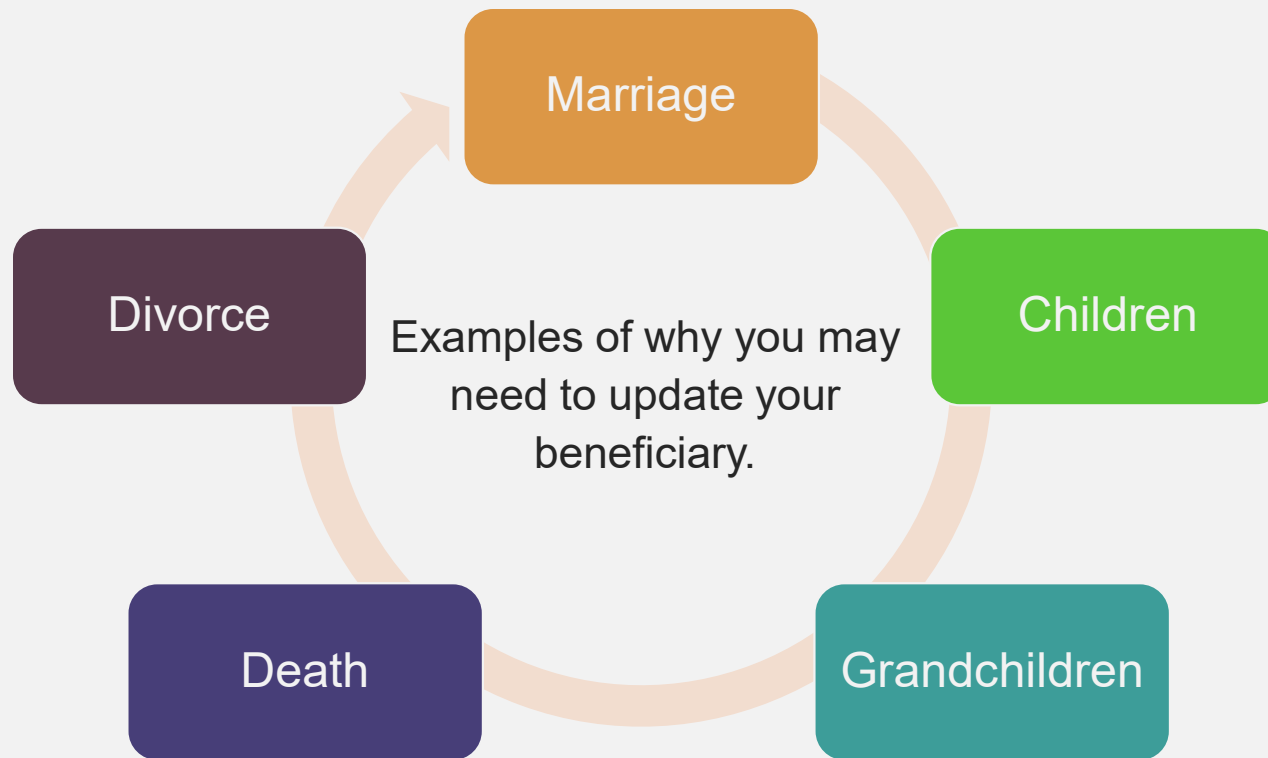 Marriage
Children
Grandchildren
Death
Divorce
Examples of why you may
need to update your
beneficiary.